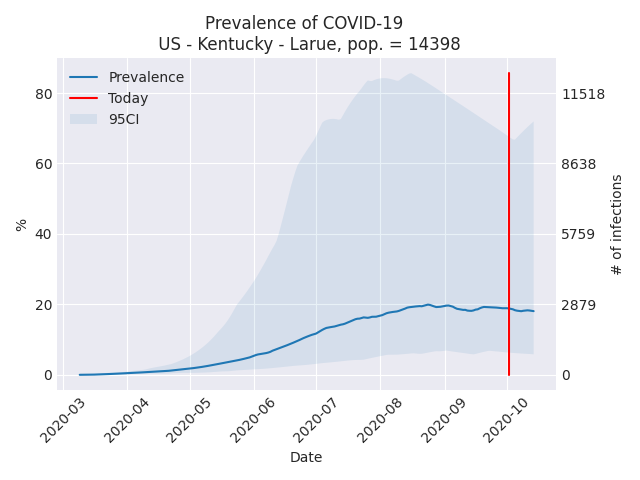 Prevalence of COVID-19
US - Kentucky - Larue, pop. = 14398
Prevalence
Today
95CI
80
60
40
20
0
%
11518
8638
5759
2879
0
# of infections
2020-03
2020-04
2020-05
2020-06
2020-07
2020-08
2020-09
2020-10
Date